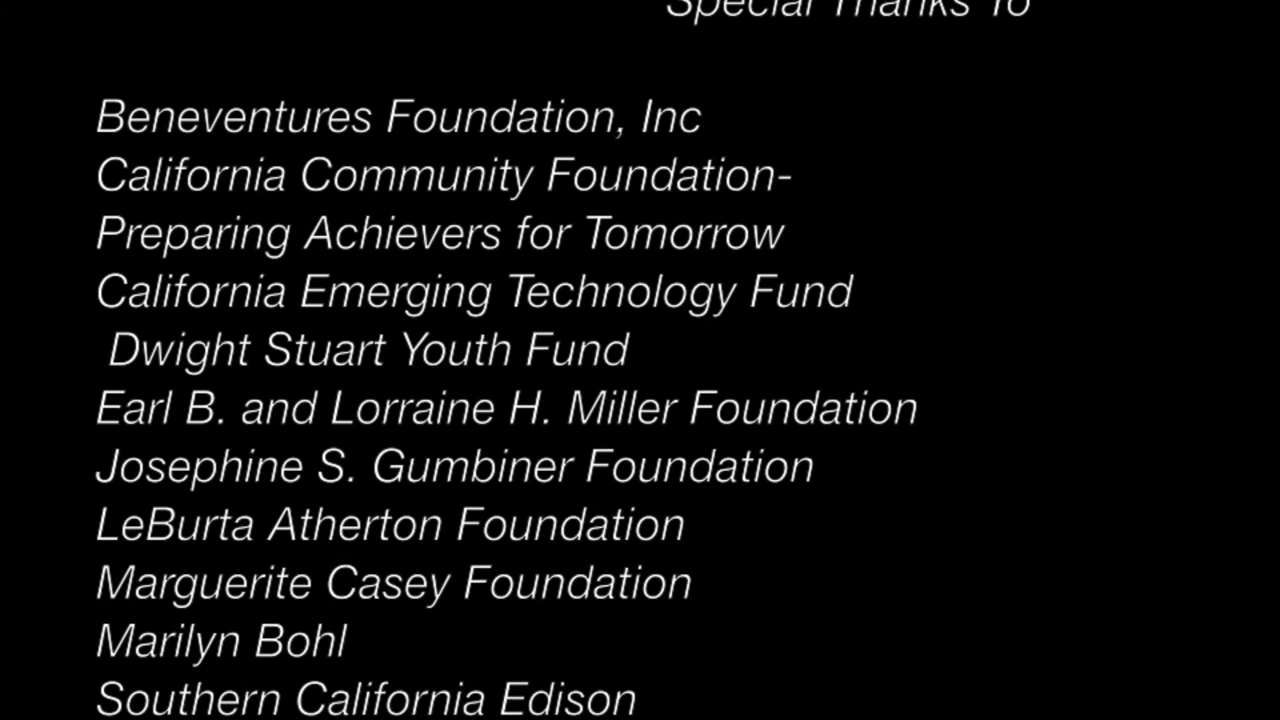 Special Thanks To
Beneventures Foundation, Inc
California Community Foundation-
Preparing Achievers for Tomorrow
California Emerging Technology Fund
Dwight Stuart Youth Fund
Earl B. and Lorraine H. Miller Foundation
Josephine S. Gumbiner Foundation
LeBurta Atherton Foundation
Marguerite Casey Foundation
Marilyn Bohl
Southern California Edison